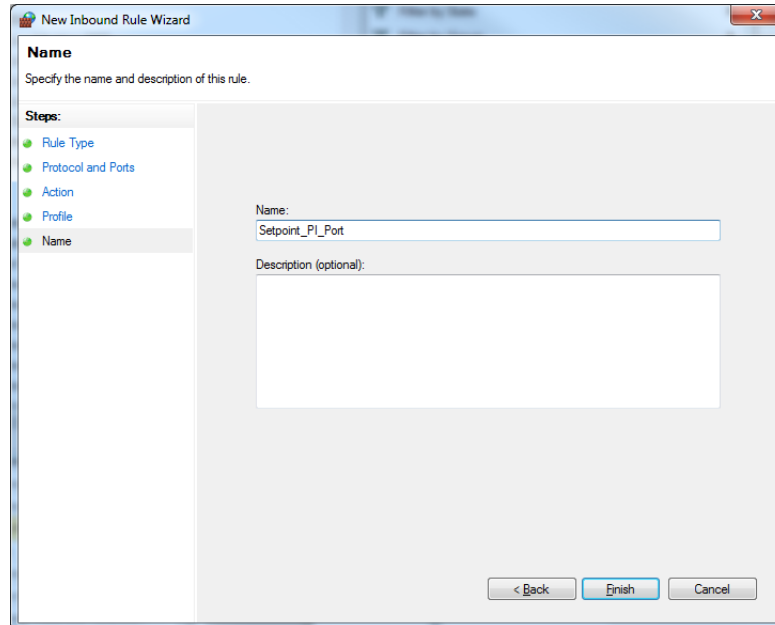 New Inbound Rule Wizard
Name
Specify the name and description of this rule.
Steps:
Rule Type
Protocol and Ports
Action
Profile
Name
Name:
Setpoint_PI_Port
Description (optional):
< Back
Finish
Cancel